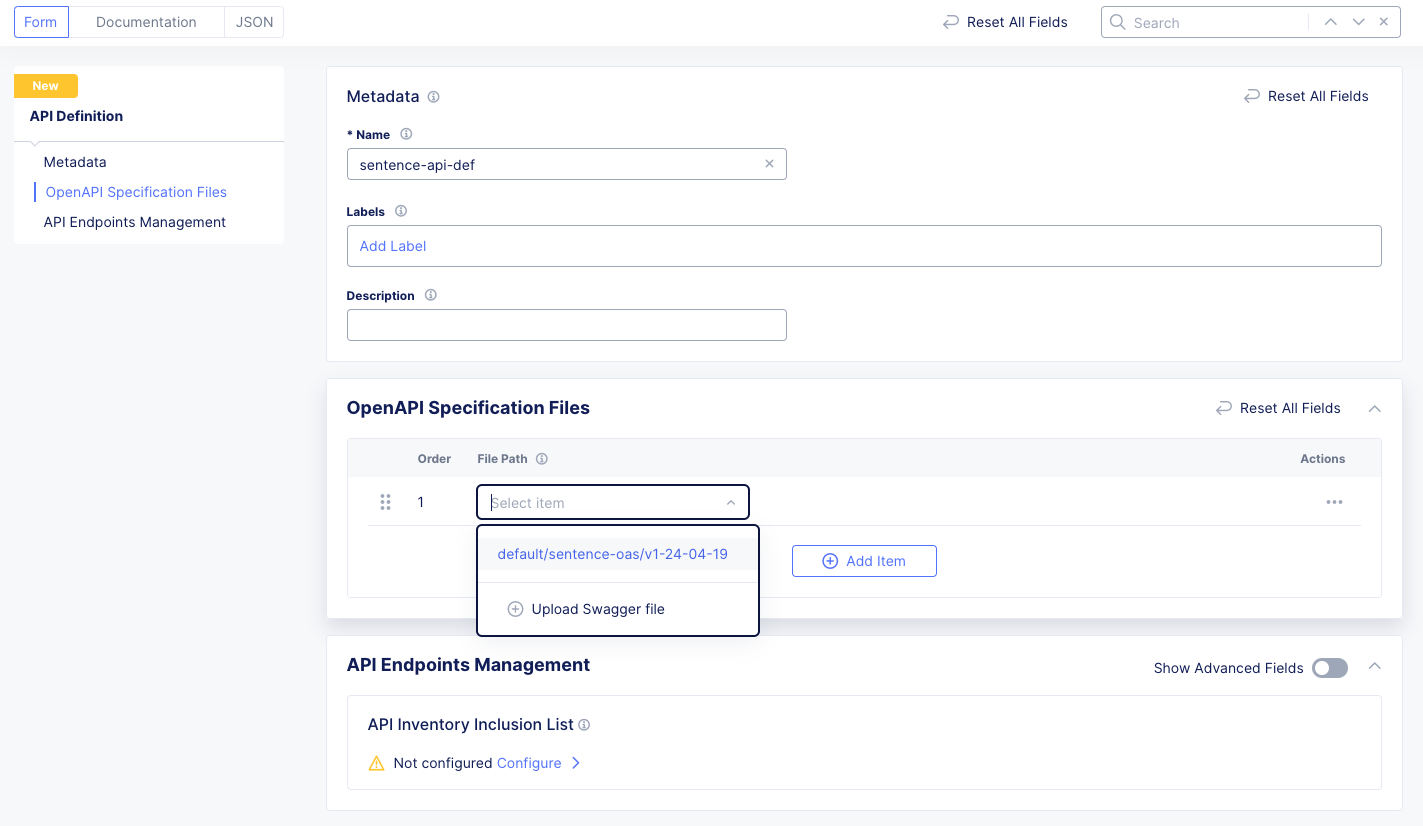 Form
Documentation
JSON
Reset All Fields
Search
New
API Definition
Metadata
OpenAPI Specification Files
API Endpoints Management
Metadata
Reset All Fields
* Name
sentence-api-def
Labels
Add Label
Description
OpenAPI Specification Files
Reset All Fields
Order
File Path
Actions
1
Select item
default/sentence-oas/v1-24-04-19
Upload Swagger file
Add Item
API Endpoints Management
Show Advanced Fields
API Inventory Inclusion List
Not configured Configure